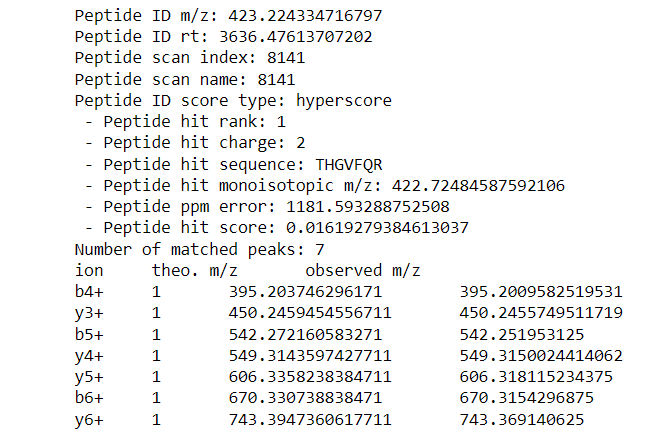 Peptide ID m/z: 423.224334716797
Peptide ID rt: 3636.47613707202
Peptide scan index: 8141
Peptide scan name: 8141
Peptide ID score type: hyperscore
- Peptide hit rank: 1
- Peptide hit charge: 2
- Peptide hit sequence: THGVFQR
- Peptide hit monoisotopic m/z: 422.72484587592106
- Peptide ppm error: 1181.593288752508
- Peptide hit score: 0.01619279384613037
Number of matched peaks: 7
ion theo. m/z observed m/z
b4+ 1 395.203746296171 395.2009582519531
y3+ 1 450.2459454556711 450.2455749511719
b5+ 1 542.272160583271 542.251953125
y4+ 1 549.3143597427711 549.3150024414062
y5+ 1 606.3358238384711 606.318115234375
b6+ 1 670.330738838471 670.3154296875
y6+ 1 743.3947360617711 743.369140625